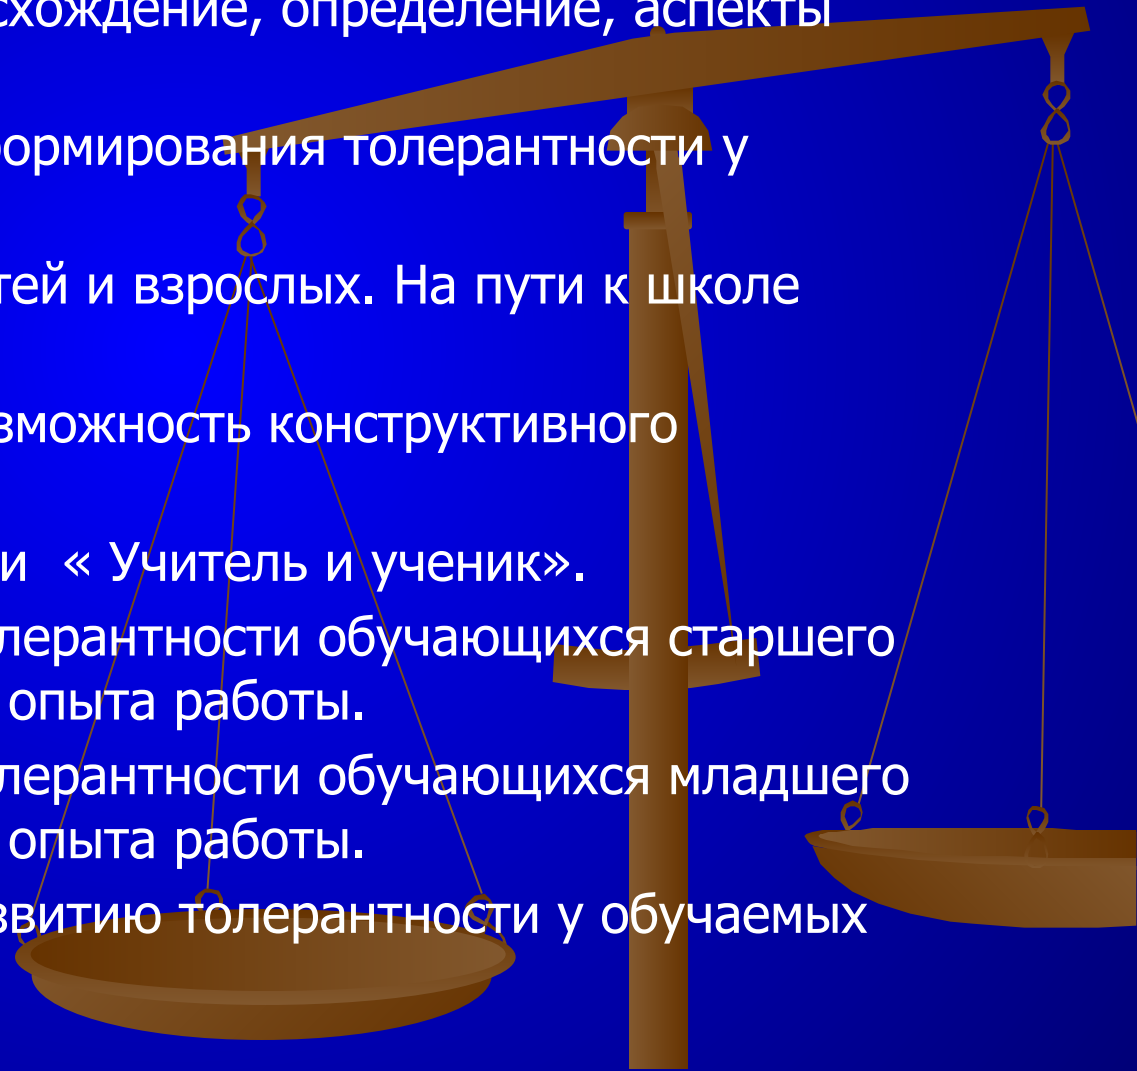 схождение, определение, аспекты
ормирования толерантности у
тей и взрослых. На пути к школе
зможность конструктивного
и « Учитель и ученик».
лерантности обучающихся старшего
опыта работы.
лерантности обучающихся младшего
опыта работы.
звитию толерантности у обучаемых